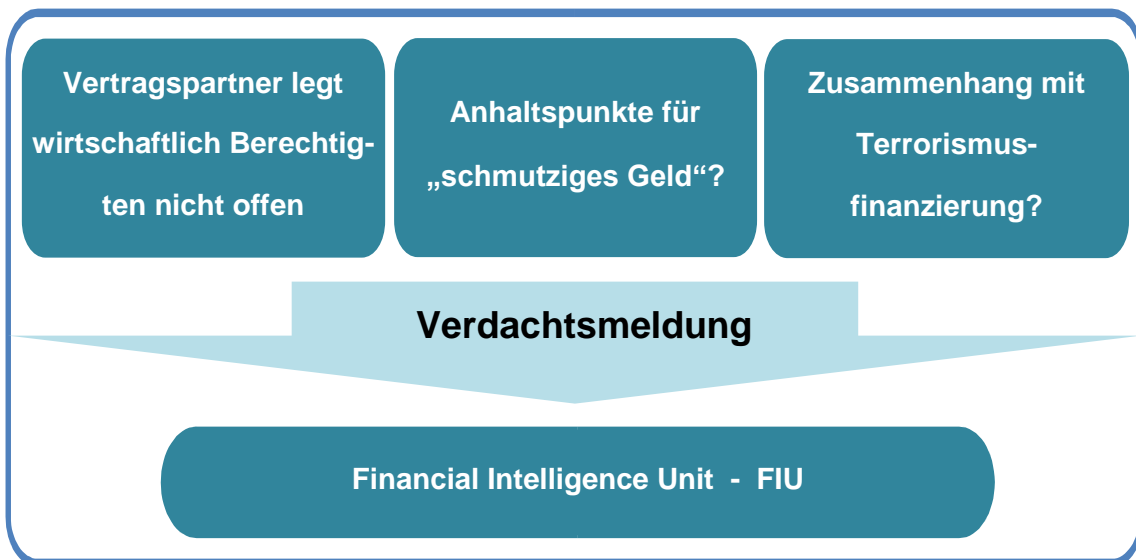 Vertragspartner legt
wirtschaftlich Berechtig-
ten nicht offen
Anhaltspunkte für
„schmutziges Geld“?
Zusammenhang mit
Terrorismus-
finanzierung?
Verdachtsmeldung
Financial Intelligence Unit - FIU